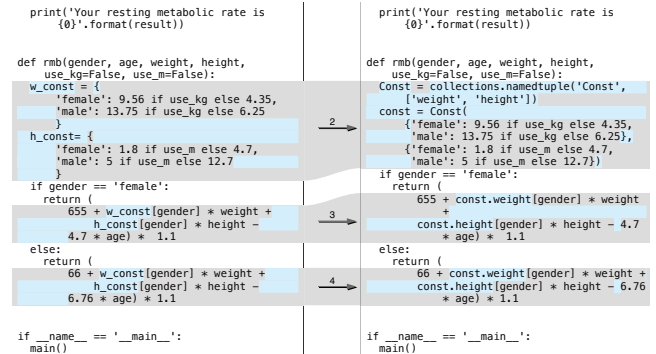 print('Your resting metabolic rate is
{0}'.format(result))
def rmb(gender, age, weight, height,
use_kg=False, use_m=False):
w_const = {
'female': 9.56 if use_kg else 4.35,
'male': 13.75 if use_kg else 6.25
}
h_const= {
'female': 1.8 if use_m else 4.7,
'male': 5 if use_m else 12.7
}
if gender == 'female':
return (
655 + w_const[gender] * weight +
h_const[gender] * height –
4.7 * age) * 1.1
else:
return (
66 + w_const[gender] * weight +
h_const[gender] * height –
6.76 * age) * 1.1
if __name__ == '__main__':
main()
2
3
4
print('Your resting metabolic rate is
{0}'.format(result))
def rmb(gender, age, weight, height,
use_kg=False, use_m=False):
Const = collections.namedtuple('Const',
['weight', 'height'])
const = Const(
{'female': 9.56 if use_kg else 4.35,
'male': 13.75 if use_kg else 6.25},
{'female': 1.8 if use_m else 4.7,
'male': 5 if use_m else 12.7})
if gender == 'female':
return (
655 + const.weight[gender] * weight
+
const.height[gender] * height – 4.7
* age) * 1.1
else:
return (
66 + const.weight[gender] * weight +
const.height[gender] * height – 6.76
* age) * 1.1
if __name__ == '__main__':
main()